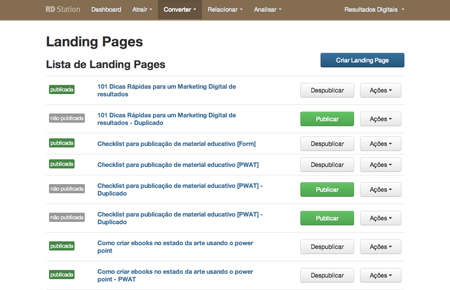 RD Station Dashboard Atrair Converter Relacionar Analisar Resultados Digitais
Landing Pages
Lista de Landing Pages
Criar Landing Page
publicada 101 Dicas Rápidas para um Marketing Digital de Despublicar Ações
resultados
não publicada 101 Dicas Rápidas para um Marketing Digital de Publicar Ações
resultados - Duplicado
publicada Checklist para publicação de material educativo [Form] Despublicar Ações
publicada Checklist para publicação de material educativo [PWAT] Despublicar Ações
não publicada Checklist para publicação de material educativo [PWAT] - Publicar Ações
Duplicado
não publicada Checklist para publicação de material educativo [PWAT] - Publicar Ações
Duplicado
publicada Como criar ebooks no estado da arte usando o power Despublicar Ações
point
publicada Como criar ebooks no estado da arte usando o power Despublicar Ações
point - PWAT